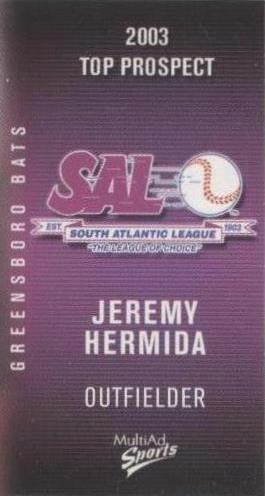 2003
TOP PROSPECT
GREENSBORO BATS
SAL
EST. 1903
SOUTH ATLANTIC LEAGUE
"THE LEAGUE OF CHOICE"
JEREMY
HERMIDA
OUTFIELDER
MultiAd
Sports